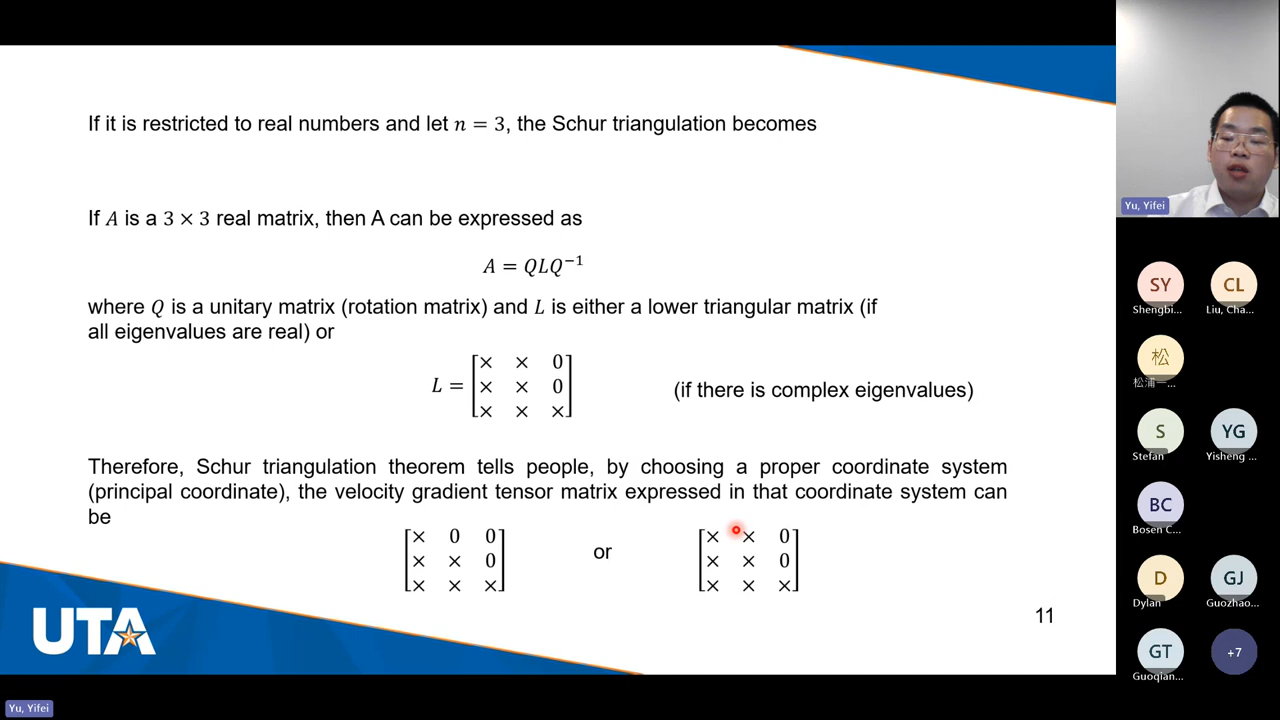 If it is restricted to real numbers and let 𝑛 = 3, the Schur triangulation becomes
If 𝐴 is a 3 × 3 real matrix, then A can be expressed as
𝐴 = 𝑄𝐿𝑄⁻¹
where 𝑄 is a unitary matrix (rotation matrix) and 𝐿 is either a lower triangular matrix (if
all eigenvalues are real) or
𝐿 = [× × 0
× × 0
× × ×]
(if there is complex eigenvalues)
Therefore, Schur triangulation theorem tells people, by choosing a proper coordinate system
(principal coordinate), the velocity gradient tensor matrix expressed in that coordinate system can
be
[× 0 0
× × 0
× × ×]
or
[× × 0
× × 0
× × ×]
UTA
11
Yu, Yifei
SY
Shengbi...
CL
Liu, Cha...
松
松浦一...
S
Stefan
YG
Yisheng ...
BC
Bosen C...
D
Dylan
GJ
Guozhao...
GT
Guoqian...
+7
Yu, Yifei